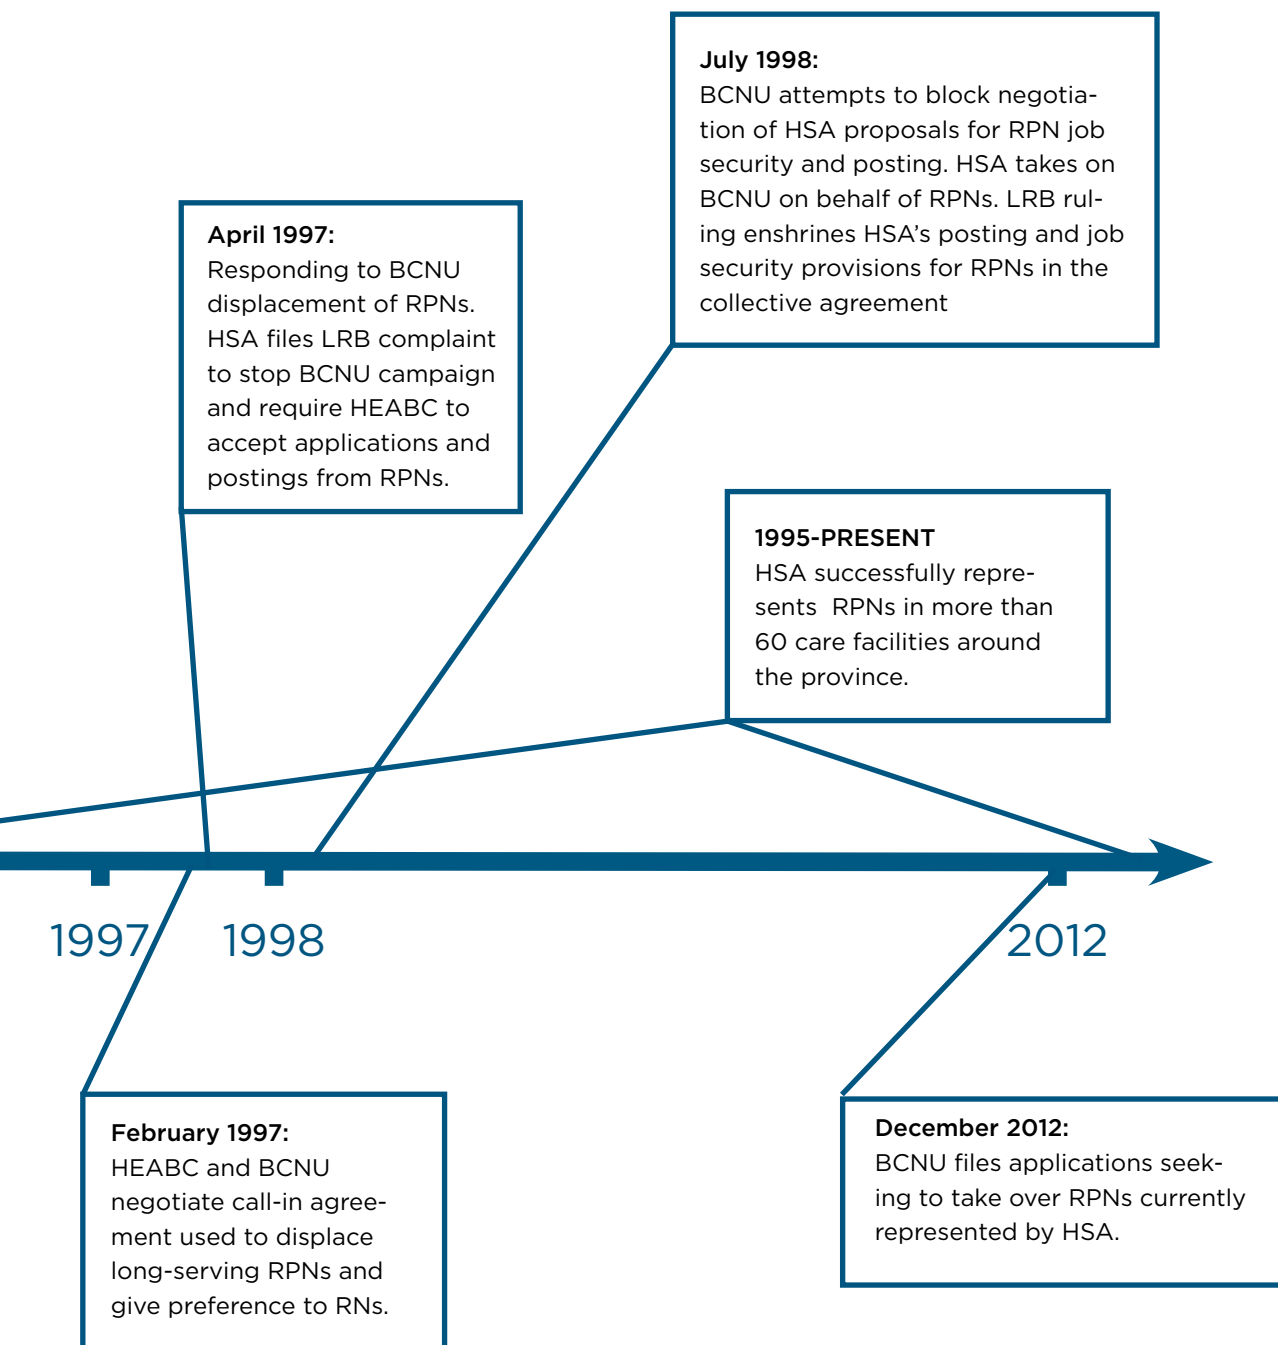 July 1998:
BCNU attempts to block negotia-
tion of HSA proposals for RPN job
security and posting. HSA takes on
BCNU on behalf of RPNs. LRB rul-
ing enshrines HSA’s posting and job
security provisions for RPNs in the
collective agreement
April 1997:
Responding to BCNU
displacement of RPNs.
HSA files LRB complaint
to stop BCNU campaign
and require HEABC to
accept applications and
postings from RPNs.
1995-PRESENT
HSA successfully repre-
sents  RPNs in more than
60 care facilities around
the province.
1997
1998
2012
February 1997:
HEABC and BCNU
negotiate call-in agree-
ment used to displace
long-serving RPNs and
give preference to RNs.
December 2012:
BCNU files applications seek-
ing to take over RPNs currently
represented by HSA.